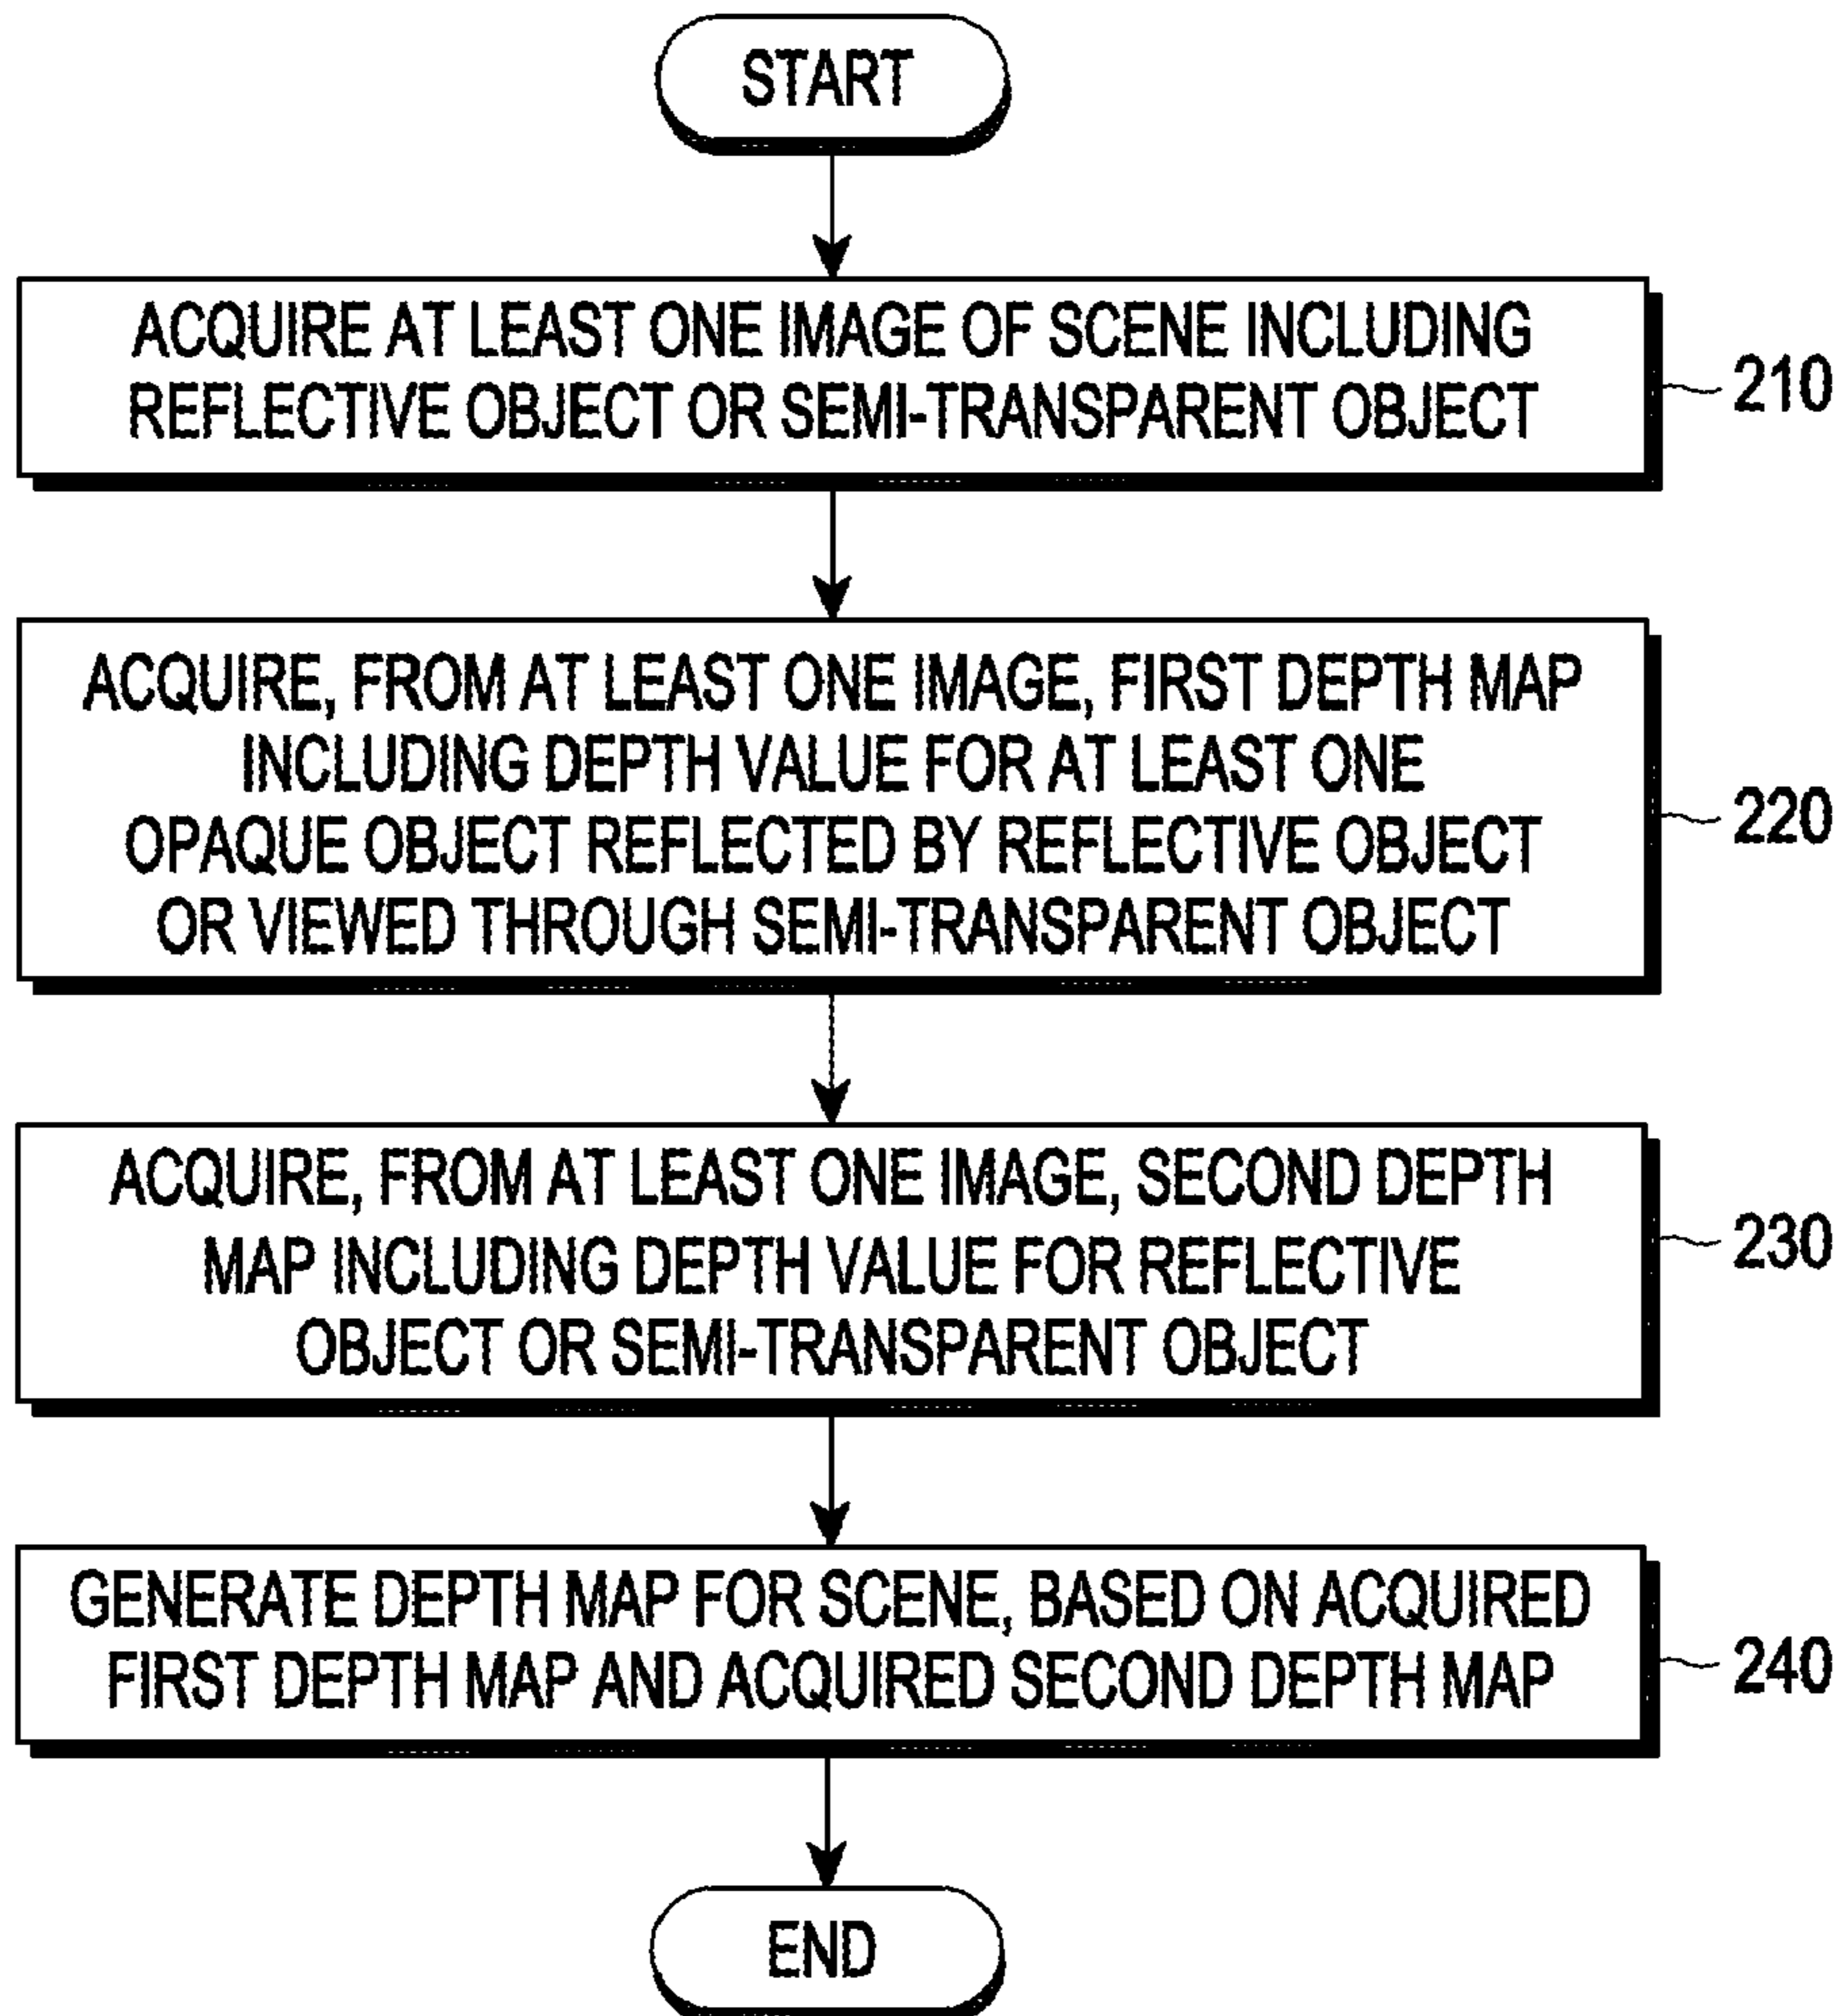 START
ACQUIRE AT LEAST ONE IMAGE OF SCENE INCLUDING
REFLECTIVE OBJECT OR SEMI-TRANSPARENT OBJECT
210
ACQUIRE, FROM AT LEAST ONE IMAGE, FIRST DEPTH MAP
INCLUDING DEPTH VALUE FOR AT LEAST ONE
OPAQUE OBJECT REFLECTED BY REFLECTIVE OBJECT
OR VIEWED THROUGH SEMI-TRANSPARENT OBJECT
220
ACQUIRE, FROM AT LEAST ONE IMAGE, SECOND DEPTH
MAP INCLUDING DEPTH VALUE FOR REFLECTIVE
OBJECT OR SEMI-TRANSPARENT OBJECT
230
GENERATE DEPTH MAP FOR SCENE, BASED ON ACQUIRED
FIRST DEPTH MAP AND ACQUIRED SECOND DEPTH MAP
240
END